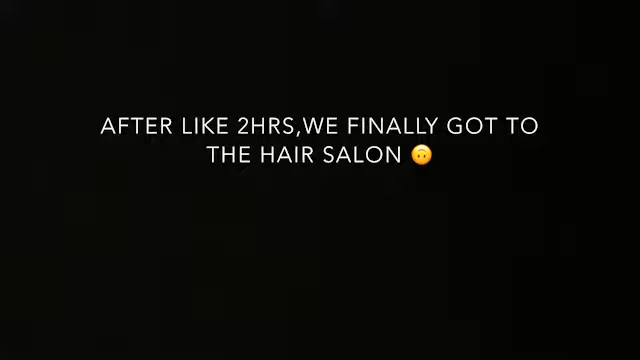 AFTER LIKE 2HRS,WE FINALLY GOT TO
THE HAIR SALON 🙃